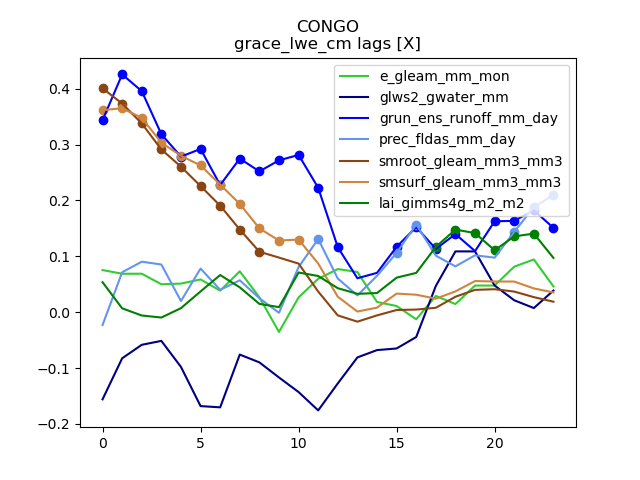 CONGO
grace_lwe_cm lags [X]
e_gleam_mm_mon
glws2_gwater_mm
grun_ens_runoff_mm_day
prec_fldas_mm_day
smroot_gleam_mm3_mm3
smsurf_gleam_mm3_mm3
lai_gimms4g_m2_m2
0.4
0.3
0.2
0.1
0.0
−0.1
−0.2
0 5 10 15 20